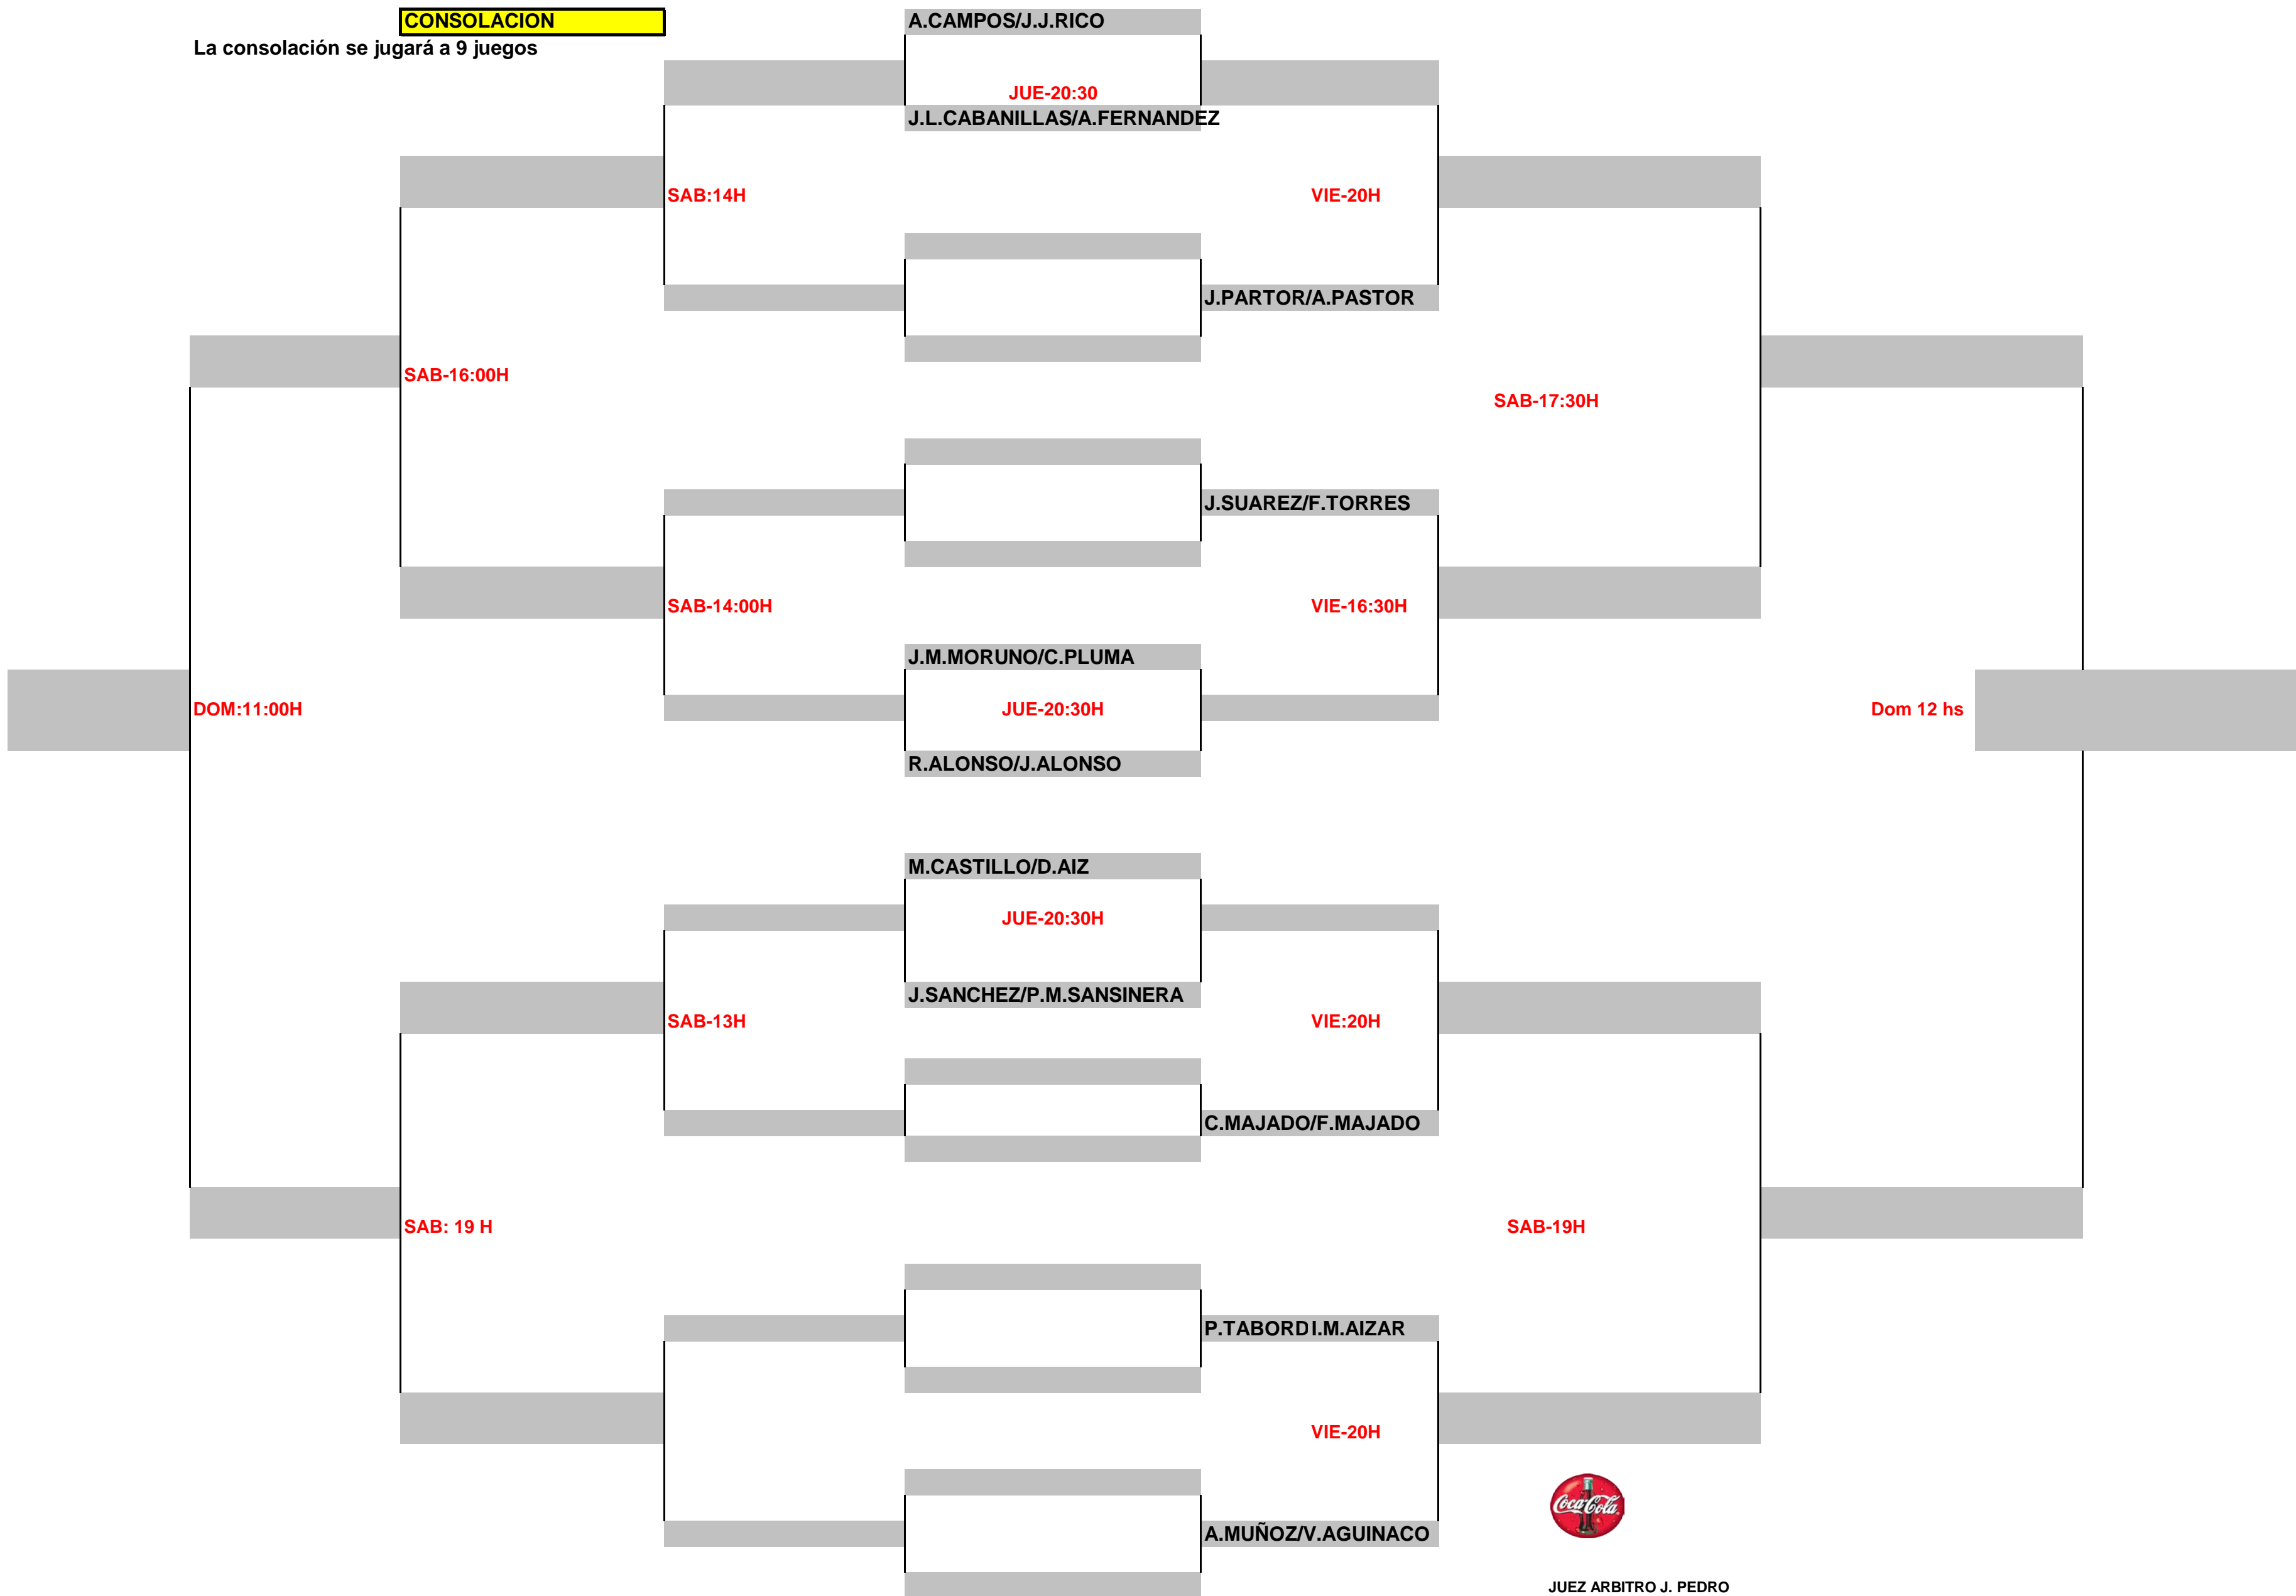 CONSOLACION
A.CAMPOS/J.J.RICO
La consolación se jugará a 9 juegos
JUE-20:30
J.L.CABANILLAS/A.FERNANDEZ
SAB:14H
VIE-20H
J.PARTOR/A.PASTOR
SAB-16:00H
SAB-17:30H
J.SUAREZ/F.TORRES
SAB-14:00H
VIE-16:30H
J.M.MORUNO/C.PLUMA
DOM:11:00H
JUE-20:30H
Dom 12 hs
R.ALONSO/J.ALONSO
M.CASTILLO/D.AIZ
JUE-20:30H
J.SANCHEZ/P.M.SANSINERA
SAB-13H
VIE:20H
C.MAJADO/F.MAJADO
SAB: 19 H
SAB-19H
P.TABORDI.M.AIZAR
VIE-20H
Coca-Cola
A.MUÑOZ/V.AGUINACO
JUEZ ARBITRO J. PEDRO